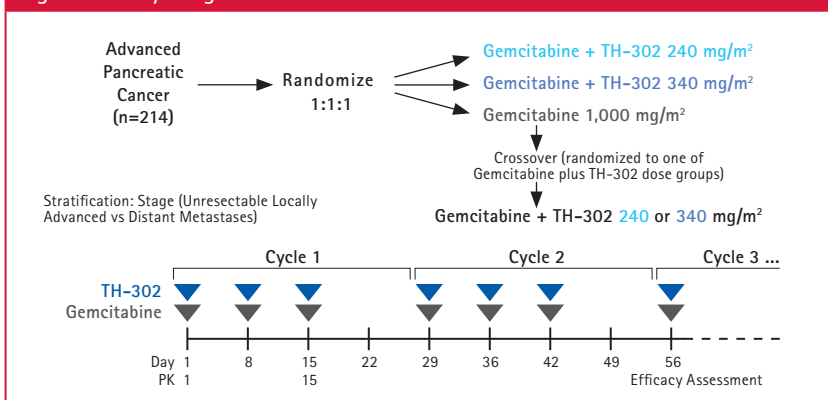 Advanced
Pancreatic
Cancer
(n=214)
Randomize
1:1:1
Gemcitabine + TH-302 240 mg/m²
Gemcitabine + TH-302 340 mg/m²
Gemcitabine 1,000 mg/m²
Crossover (randomized to one of
Gemcitabine plus TH-302 dose groups)
Stratification: Stage (Unresectable Locally
Advanced vs Distant Metastases)
Gemcitabine + TH-302 240 or 340 mg/m²
Cycle 1 Cycle 2 Cycle 3 ...
TH-302
Gemcitabine
Day 1 8 15 22 29 36 42 49 56
PK 1 15 Efficacy Assessment